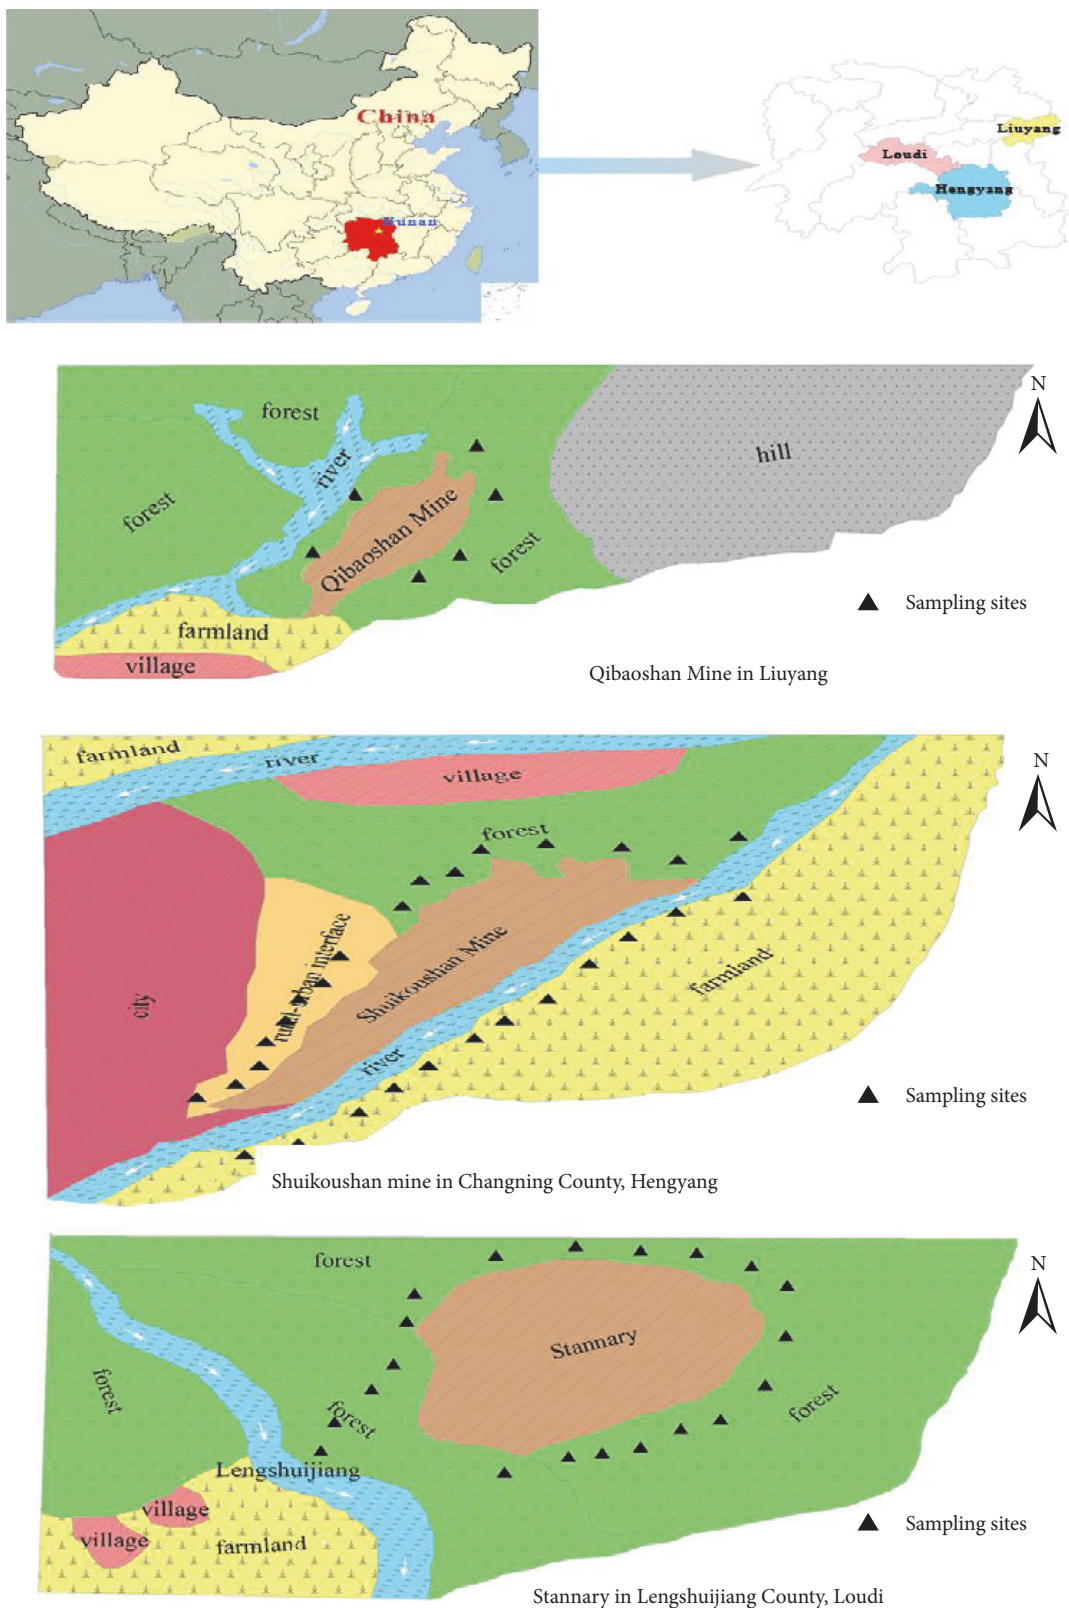 China
Hunan
Liuyang
Loudi
Hengyang
forest
river
hill
forest
Qibaoshan Mine
forest
farmland
village
N
Sampling sites
Qibaoshan Mine in Liuyang
farmland
river
village
forest
rural-urban interface
Shuikoushan Mine
farmland
city
river
N
Sampling sites
Shuikoushan mine in Changning County, Hengyang
forest
Stannary
forest
forest
forest
Lengshuijiang
village
village
farmland
N
Sampling sites
Stannary in Lengshuijiang County, Loudi